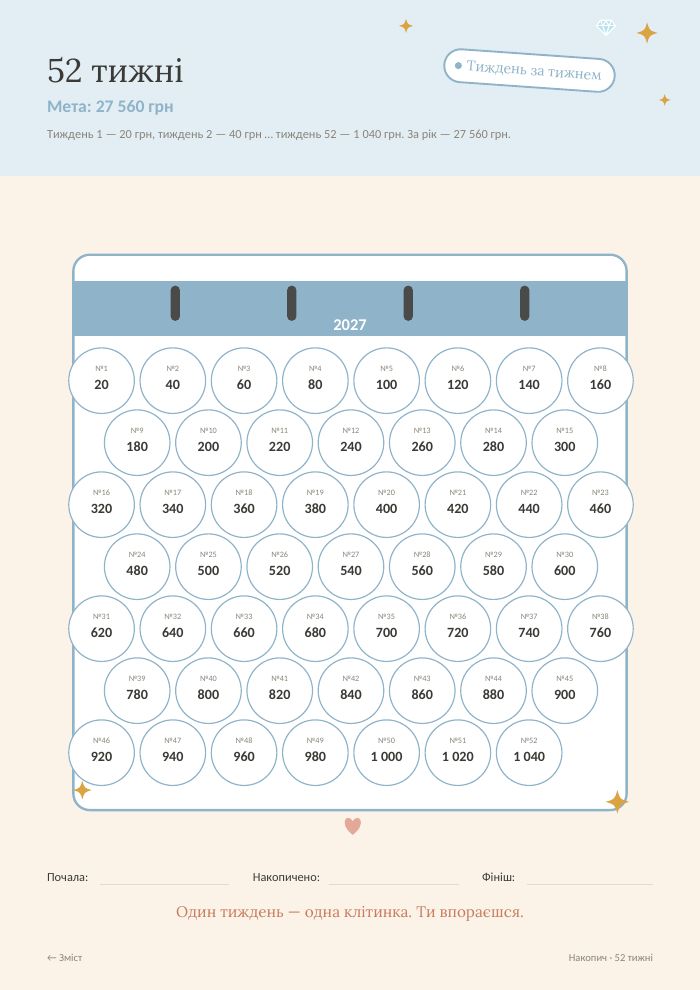 52 тижні
Тиждень за тижнем
Мета: 27 560 грн
Тиждень 1 — 20 грн, тиждень 2 — 40 грн ... тиждень 52 — 1 040 грн. За рік — 27 560 грн.
2027
№1 №2 №3 №4 №5 №6 №7 №8
20 40 60 80 100 120 140 160
№9 №10 №11 №12 №13 №14 №15
180 200 220 240 260 280 300
№16 №17 №18 №19 №20 №21 №22 №23
320 340 360 380 400 420 440 460
№24 №25 №26 №27 №28 №29 №30
480 500 520 540 560 580 600
№31 №32 №33 №34 №35 №36 №37 №38
620 640 660 680 700 720 740 760
№39 №40 №41 №42 №43 №44 №45
780 800 820 840 860 880 900
№46 №47 №48 №49 №50 №51 №52
920 940 960 980 1 000 1 020 1 040
Почала: Накопичено: Фініш:
Один тиждень — одна клітинка. Ти впораєшся.
← Зміст Накопич · 52 тижні